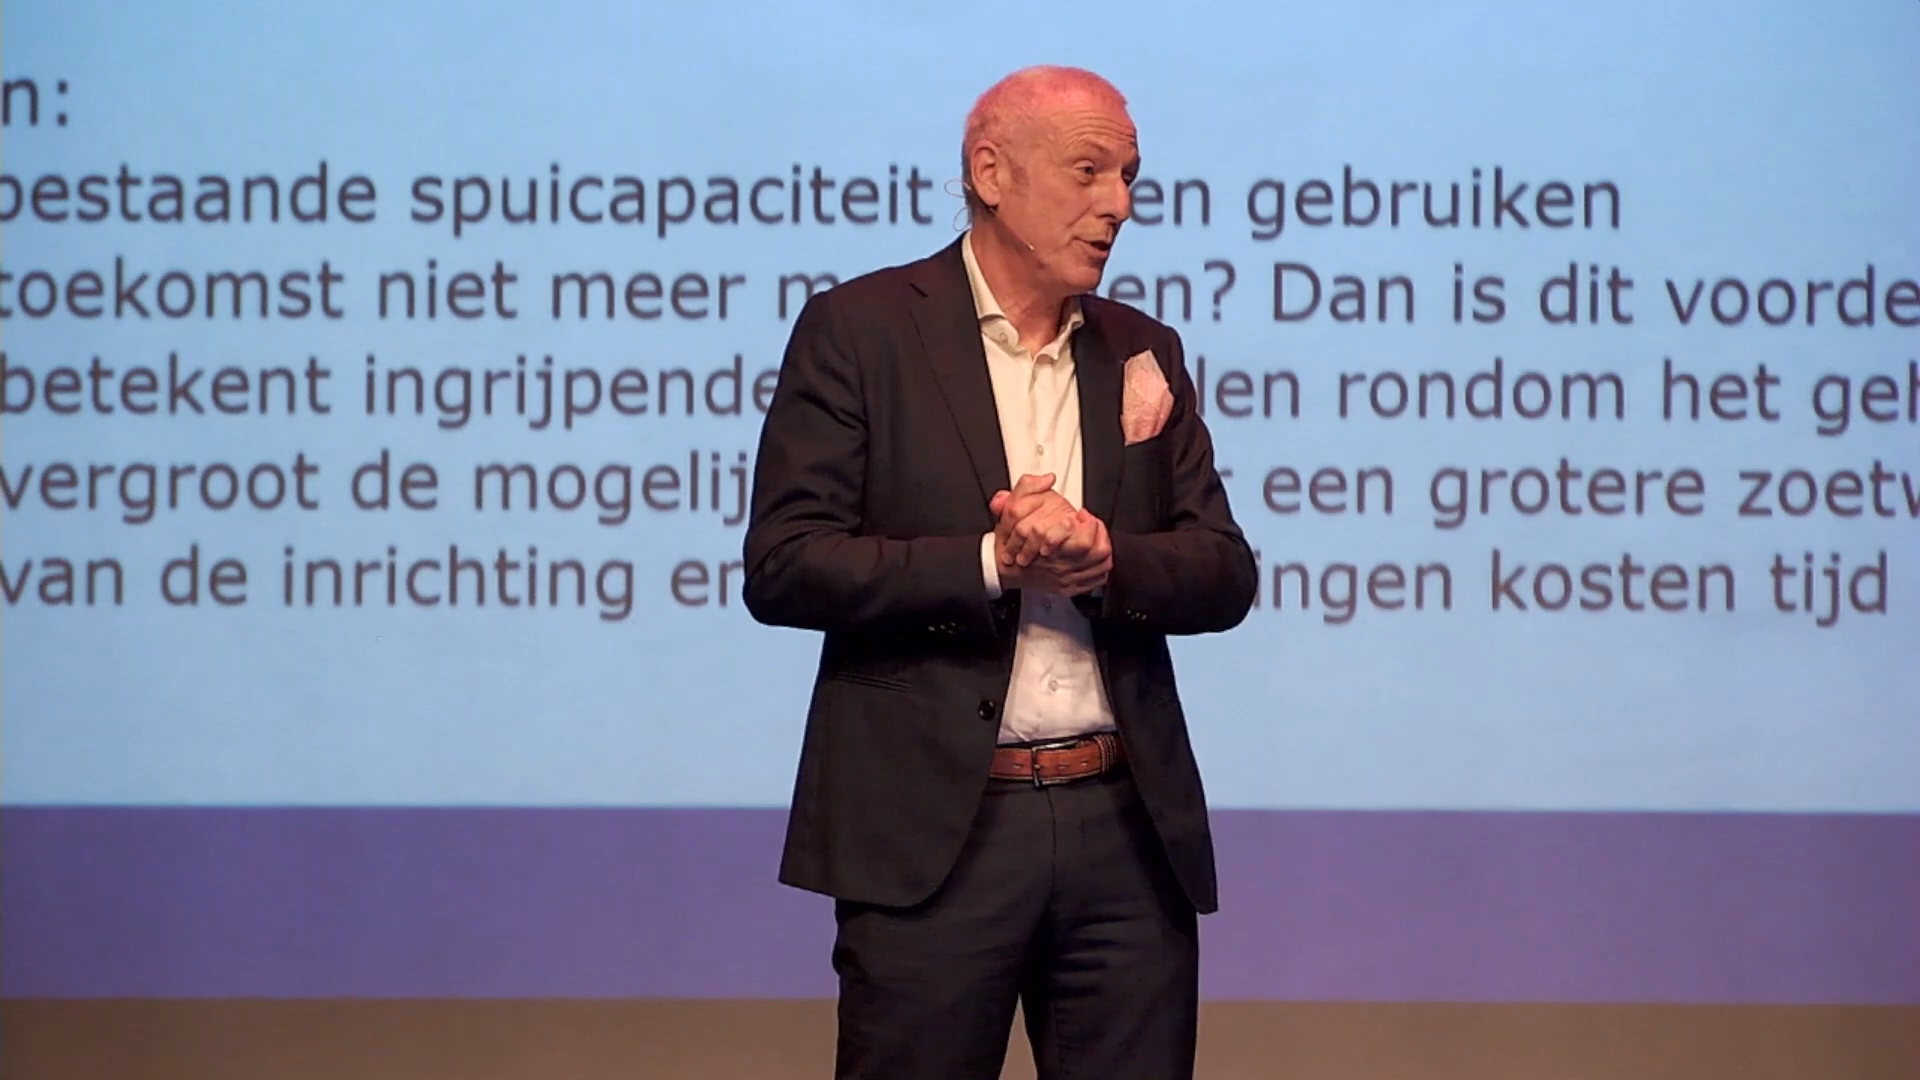 n:
bestaande spuicapaciteit en gebruiken
toekomst niet meer m en? Dan is dit voorde
betekent ingrijpende len rondom het geh
vergroot de mogelij een grotere zoetw
van de inrichting en ingen kosten tijd